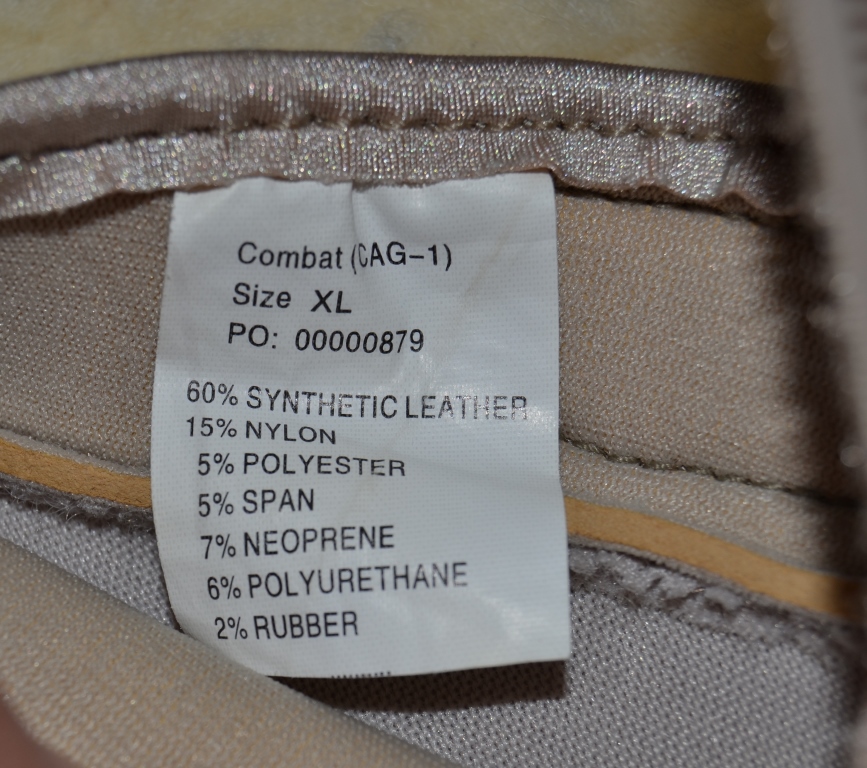 Combat (CAG-1)
Size XL
PO: 00000879
60% SYNTHETIC LEATHER
15% NYLON
5% POLYESTER
5% SPAN
7% NEOPRENE
6% POLYURETHANE
2% RUBBER